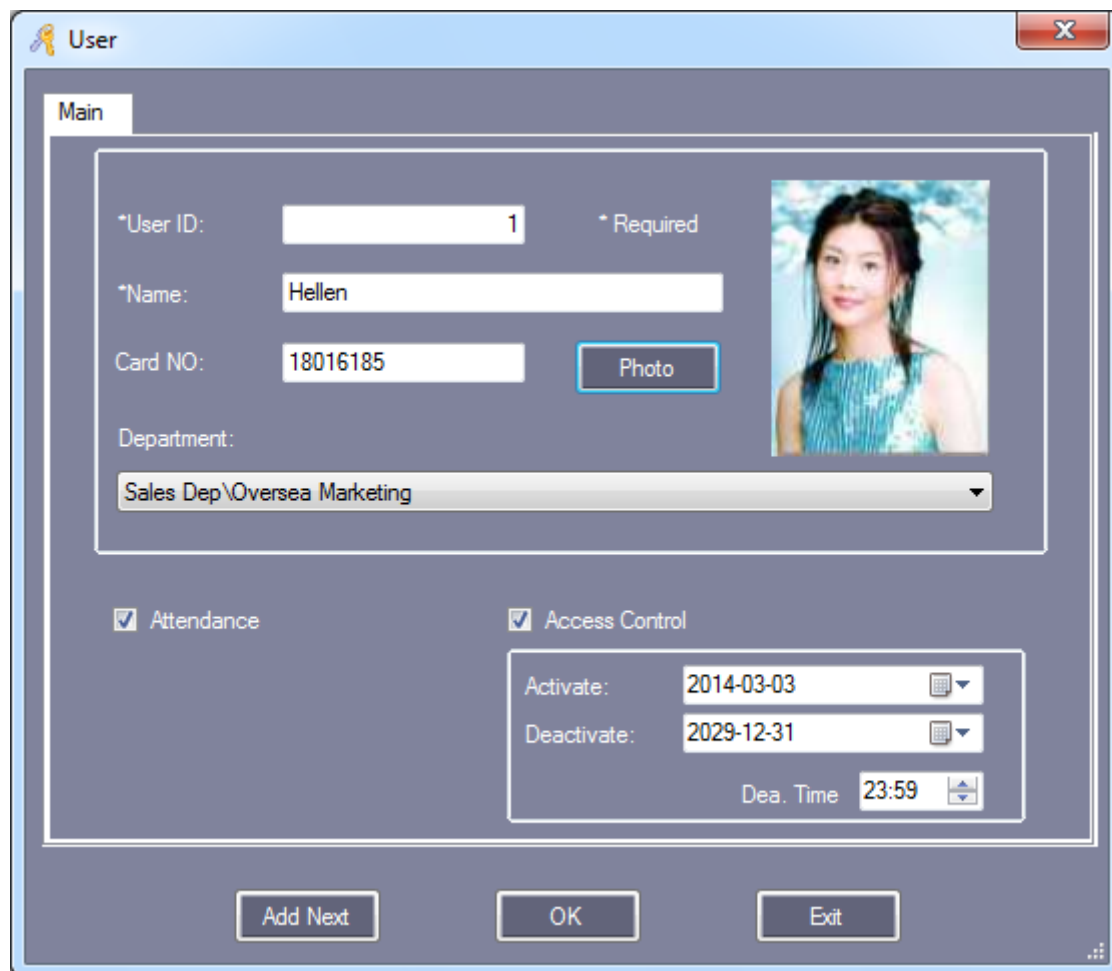 User
Main
*User ID: 1 * Required
*Name: Hellen
Card NO: 18016185 Photo
Department:
Sales Dep\Oversea Marketing
Attendance Access Control
Activate: 2014-03-03
Deactivate: 2029-12-31
Dea. Time 23:59
Add Next OK Exit